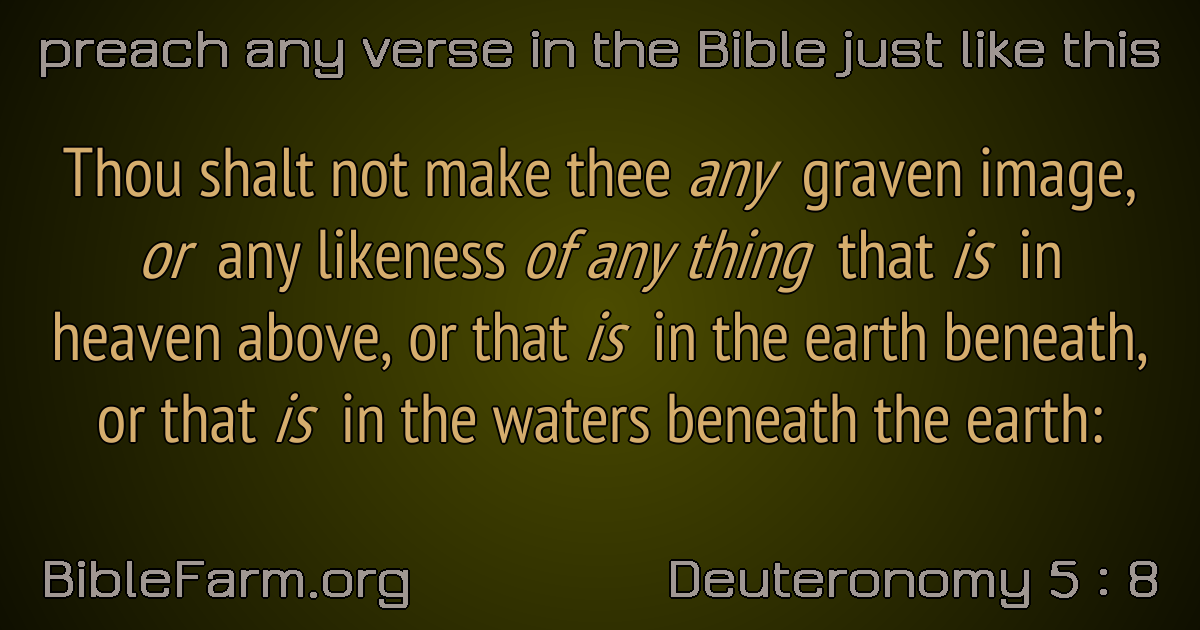 preach any verse in the Bible just like this
Thou shalt not make thee any graven image,
or any likeness of any thing that is in
heaven above, or that is in the earth beneath,
or that is in the waters beneath the earth:
BibleFarm.org
Deuteronomy 5 : 8